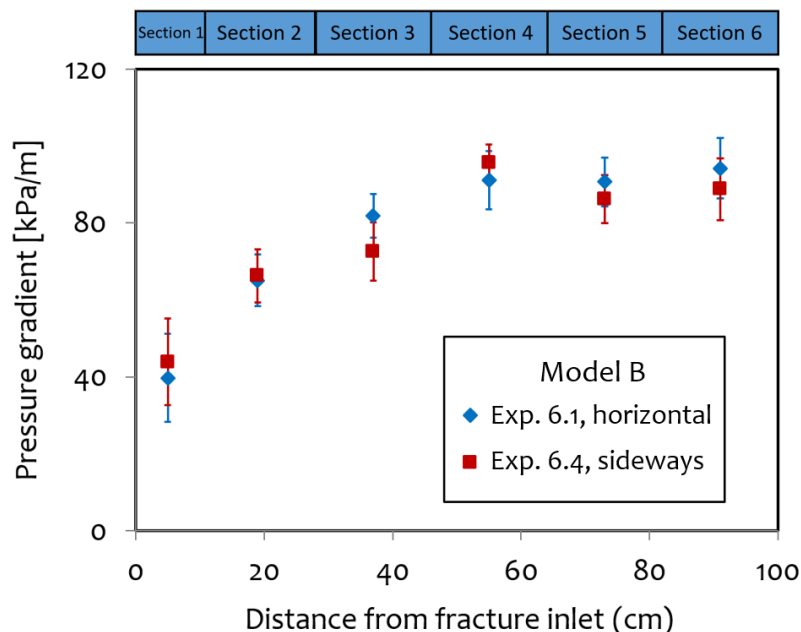 Section 1 Section 2 Section 3 Section 4 Section 5 Section 6
120
80
40
0
Pressure gradient [kPa/m]
Model B
Exp. 6.1, horizontal
Exp. 6.4, sideways
0 20 40 60 80 100
Distance from fracture inlet (cm)